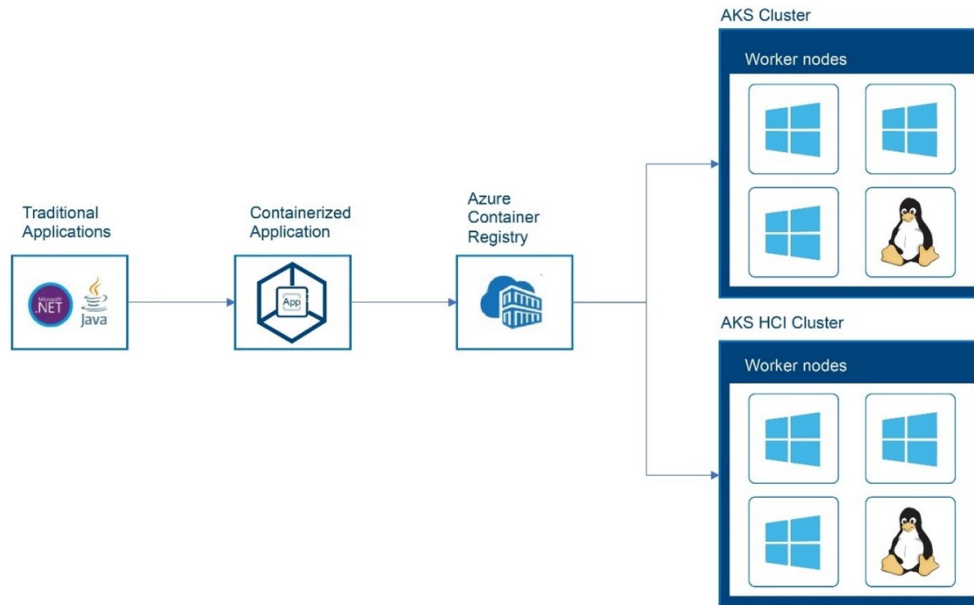 AKS Cluster
Worker nodes
Traditional
Applications
Containerized
Application
Azure
Container
Registry
Microsoft
.NET
Java
App
AKS HCI Cluster
Worker nodes